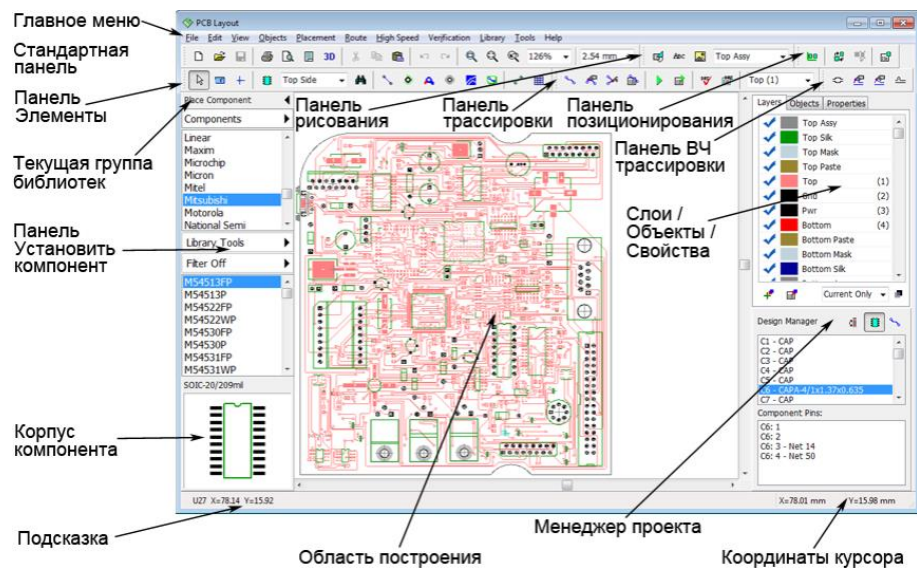 Главное меню
PCB Layout
File Edit View Objects Placement Route High Speed Verification Library Tools Help
Стандартная
панель
3D 126% 2.54 mm Abc Top Assy
Панель
Элементы
Top Side Top (1)
Place Component
Components
Linear
Maxim
Microchip
Micron
Mitel
Mitsubishi
Motorola
National Semi
Library Tools
Filter Off
M54513FP
M54513P
M54522FP
M54522WP
M54530FP
M54530P
M54531FP
M54531WP
SOIC-20/209mil
Текущая группа
библиотек
Панель
Установить
компонент
Корпус
компонента
Панель
рисования
Панель
трассировки
Панель
позиционирования
Панель ВЧ
трассировки
Слои /
Объекты /
Свойства
Layers Objects Properties
Top Assy
Top Silk
Top Mask
Top Paste
Top (1)
Gnd (2)
Pwr (3)
Bottom (4)
Bottom Paste
Bottom Mask
Bottom Silk
Current Only
Design Manager
C1 - CAP
C2 - CAP
C3 - CAP
C4 - CAP
C5 - CAP
C6 - CAPA-4/1x1.37x0.635
C7 - CAP
Component Pins:
C6: 1
C6: 2
C6: 3 - Net 14
C6: 4 - Net 50
U27 X=78.14 Y=15.92
X=78.01 mm Y=15.98 mm
Подсказка
Область построения
Менеджер проекта
Координаты курсора